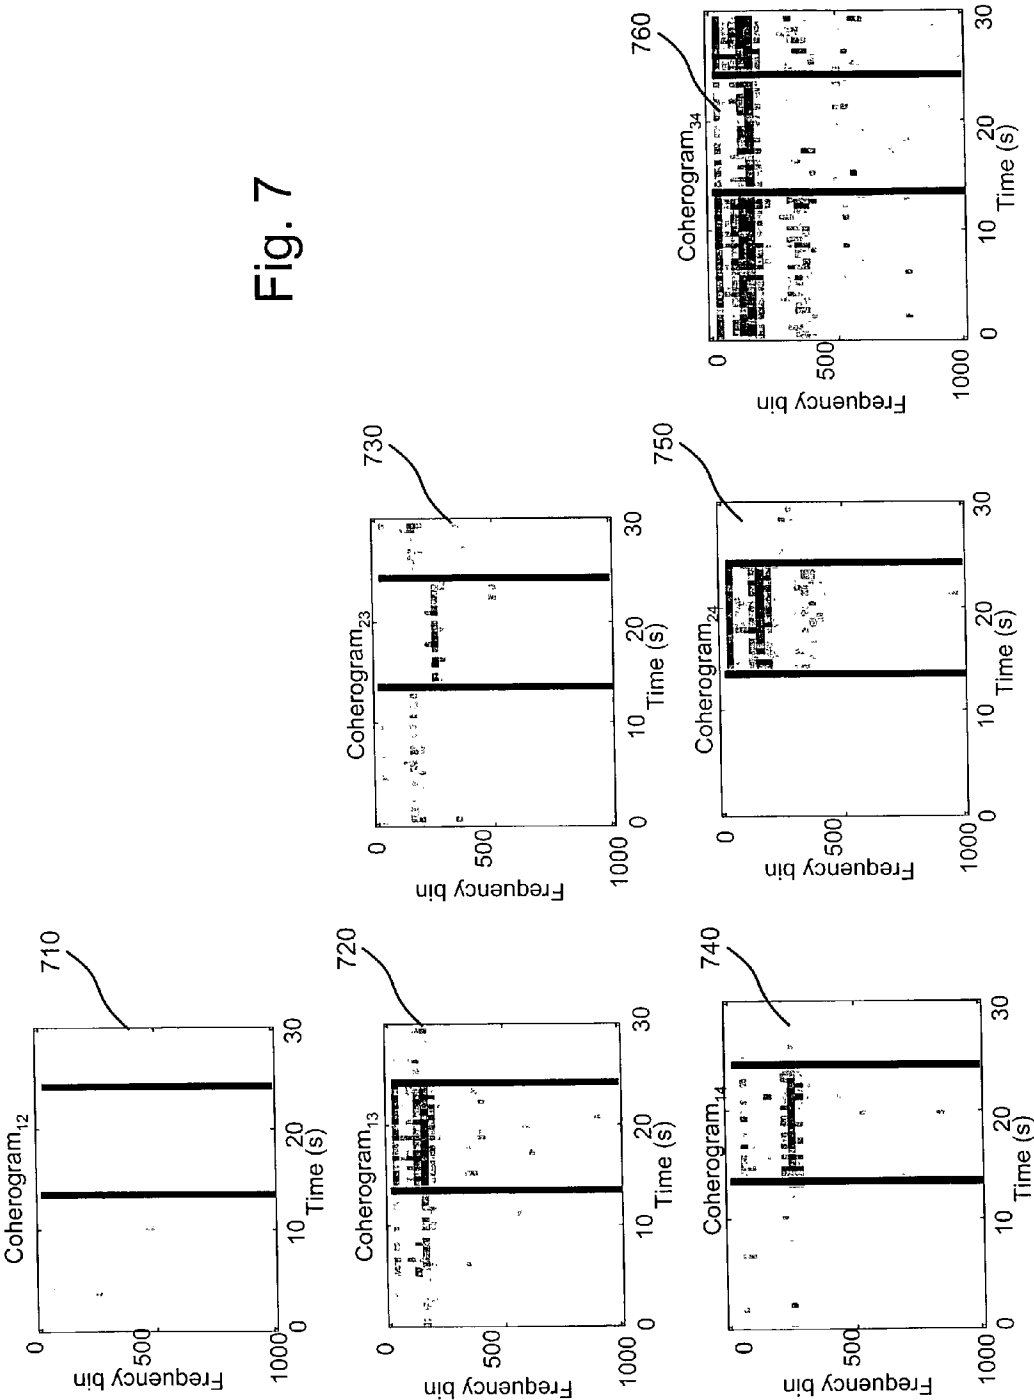 Fig. 7
Coherogram12
710
Frequency bin
0
500
1000
0
10
20
30
Time (s)
Coherogram13
720
Frequency bin
0
500
1000
0
10
20
30
Time (s)
Coherogram23
730
Frequency bin
0
500
1000
0
10
20
30
Time (s)
Coherogram14
740
Frequency bin
0
500
1000
0
10
20
30
Time (s)
Coherogram24
750
Frequency bin
0
500
1000
0
10
20
30
Time (s)
Coherogram34
760
Frequency bin
0
500
1000
0
10
20
30
Time (s)